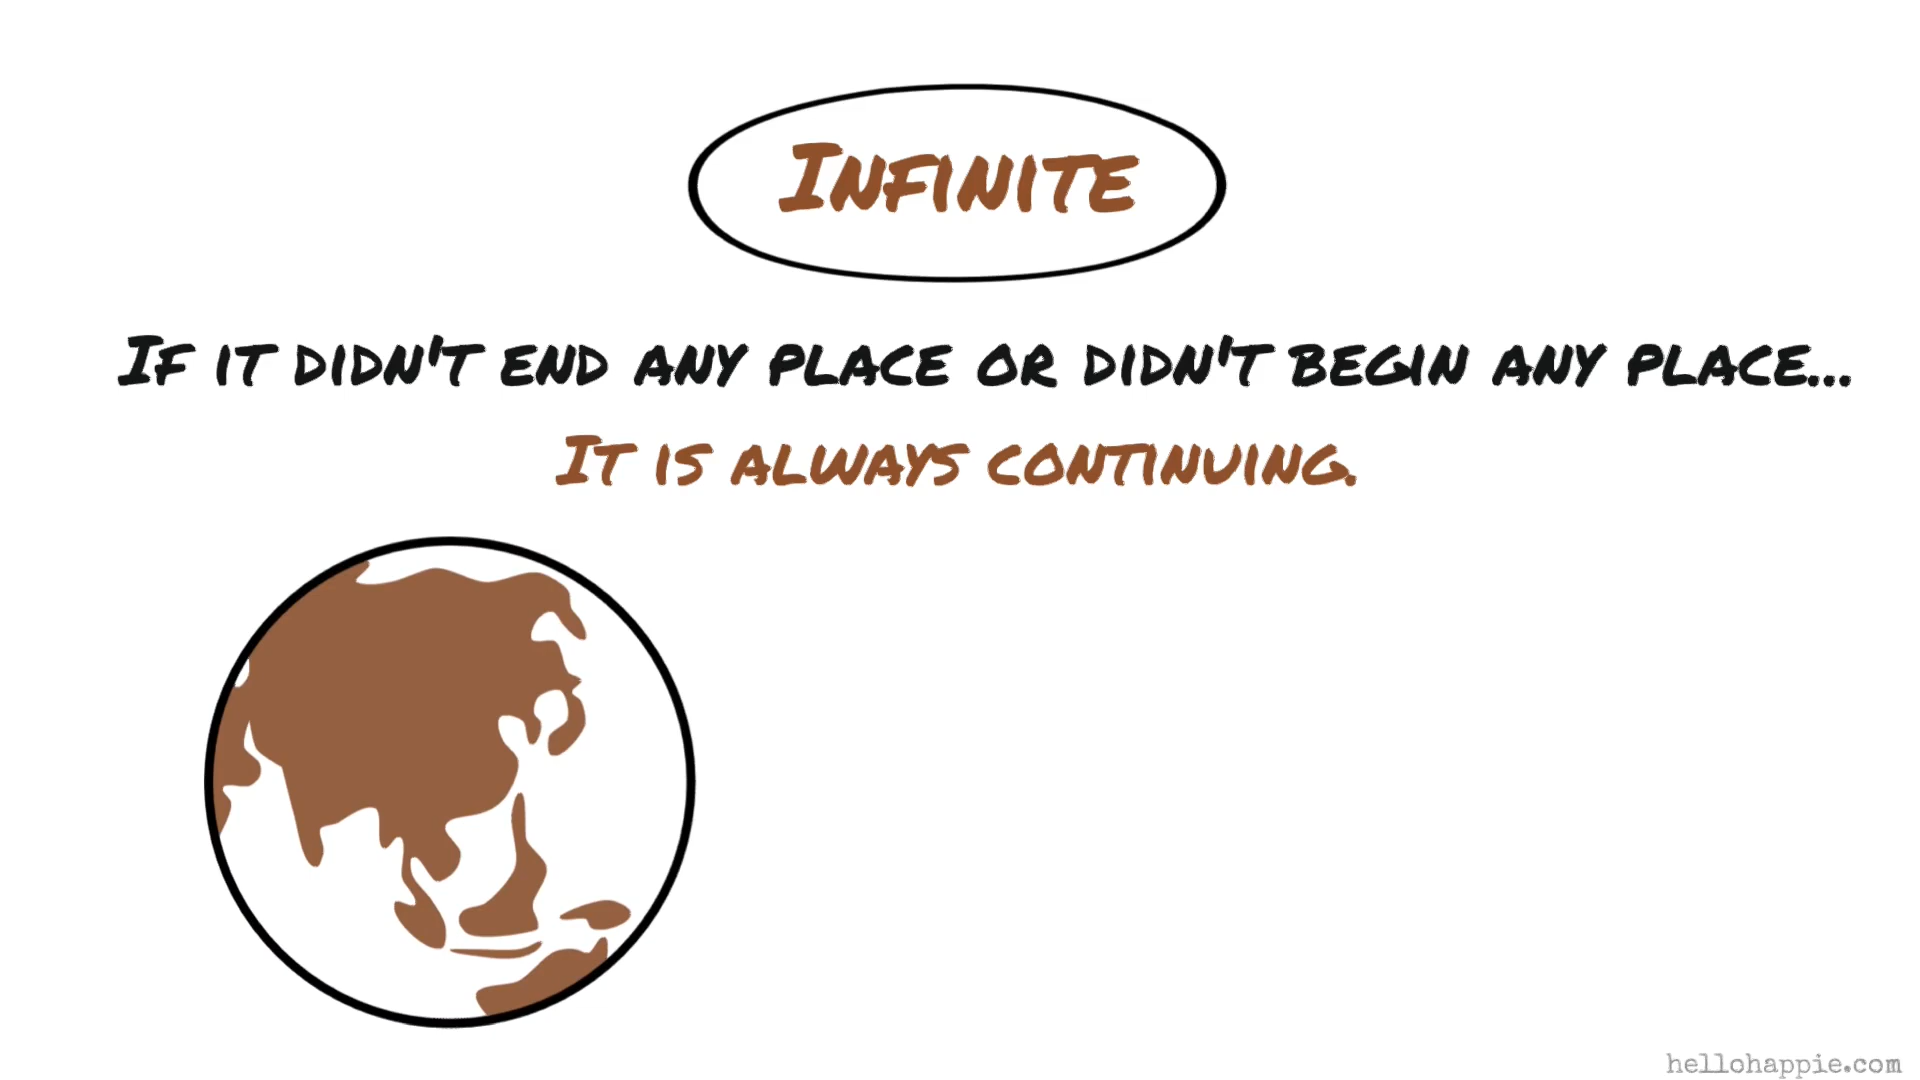 Infinite
If it didn't end any place or didn't begin any place...
It is always continuing.
hellohappie.com